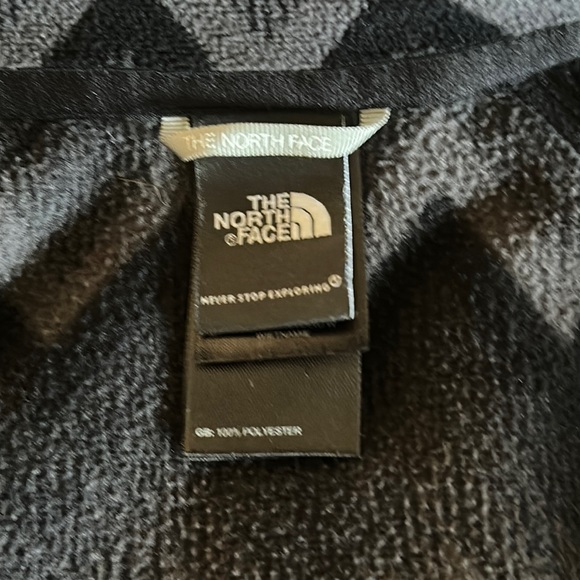 THE NORTH FACE
THE
NORTH
®FACE
NEVER STOP EXPLORING
GB: 100% POLYESTER